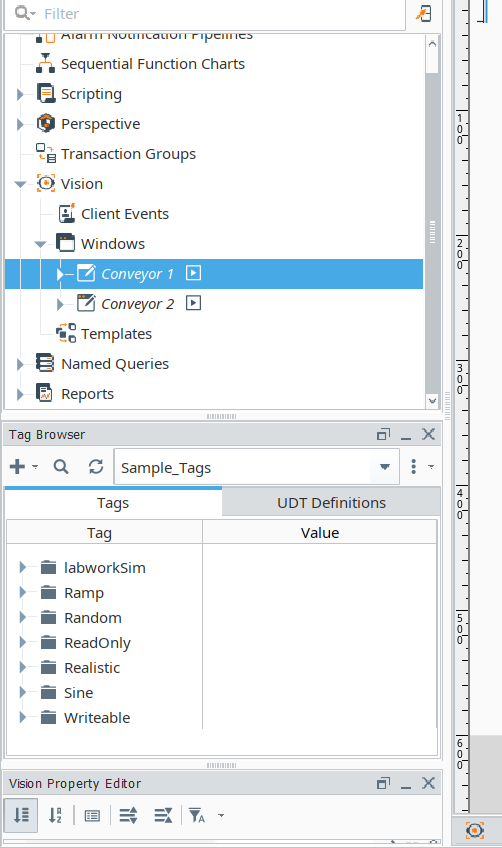 Filter
Alarm Notification Pipelines
Sequential Function Charts
Scripting
Perspective
Transaction Groups
Vision
Client Events
Windows
Conveyor 1
Conveyor 2
Templates
Named Queries
Reports
Tag Browser
Sample_Tags
Tags UDT Definitions
Tag Value
labworkSim
Ramp
Random
ReadOnly
Realistic
Sine
Writeable
Vision Property Editor
100
200
300
400
500
600